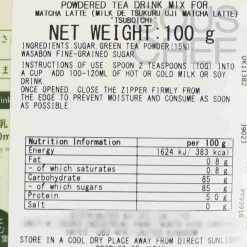 POWDERED TEA DRINK MIX FOR
MATCHA LATTE (MILK DE TSUKURU UJI MATCHA LATTE)
"TSUBOICHI"
NET WEIGHT:100 g
INGREDIENTS:SUGAR, GREEN TEA POWDER(15%)
WASABON FINE-GRAINED SUGAR
INSTRUCTIONS OF USE: SPOON 2 TEASPOONS(10G) INTO
A CUP. ADD 100~120ML OF HOT OR COLD MILK OR SOY
DRINK.
ONCE OPENED: CLOSE THE ZIPPER FIRMLY FROM
THE EDGE TO PREVENT MOISTURE AND CONSUME AS SOON
AS POSSIBLE
Nutrition Information per 100 g
Energy 1624 kJ/ 383 kcal
Fat 0.8 g
- of which saturates 0.8 g
Carbohydrate 85 g
- of which sugars 85 g
Protein 5.0 g
Salt 0 g
STORE IN A COOL DRY PLACE AWAY FROM DIRECT SUNLIGHT
UK11382
J9023